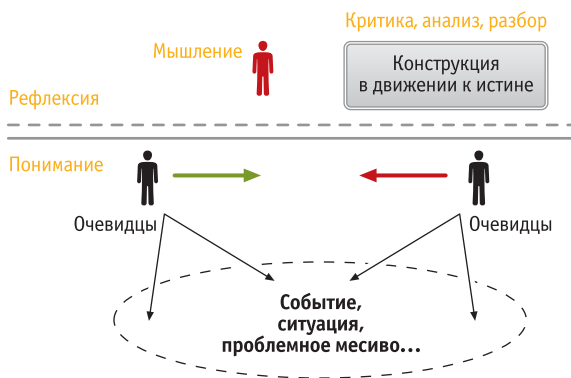 Критика, анализ, разбор
Мышление
Конструкция
в движении к истине
Рефлексия
Понимание
Очевидцы
Очевидцы
Событие,
ситуация,
проблемное месиво...